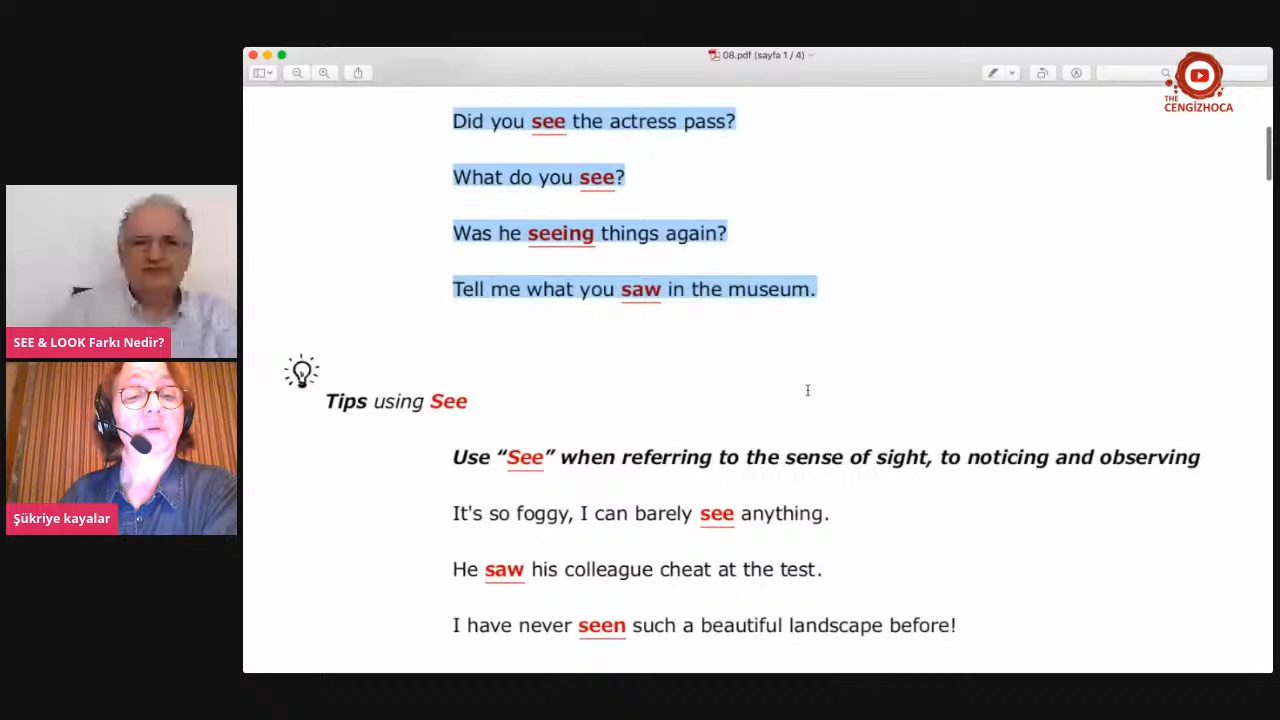 08.pdf (sayfa 1 / 4)
THE
CENGİZHOCA
Did you see the actress pass?
What do you see?
Was he seeing things again?
Tell me what you saw in the museum.
SEE & LOOK Farkı Nedir?
Tips using See
Use “See” when referring to the sense of sight, to noticing and observing
It's so foggy, I can barely see anything.
He saw his colleague cheat at the test.
I have never seen such a beautiful landscape before!
Şükriye kayalar